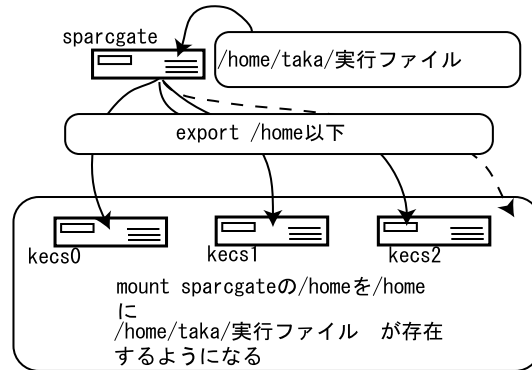 sparcgate
/home/taka/実行ファイル
export /home以下
kecs0
kecs1
kecs2
mount sparcgateの/homeを/home
に
/home/taka/実行ファイル　が存在
するようになる